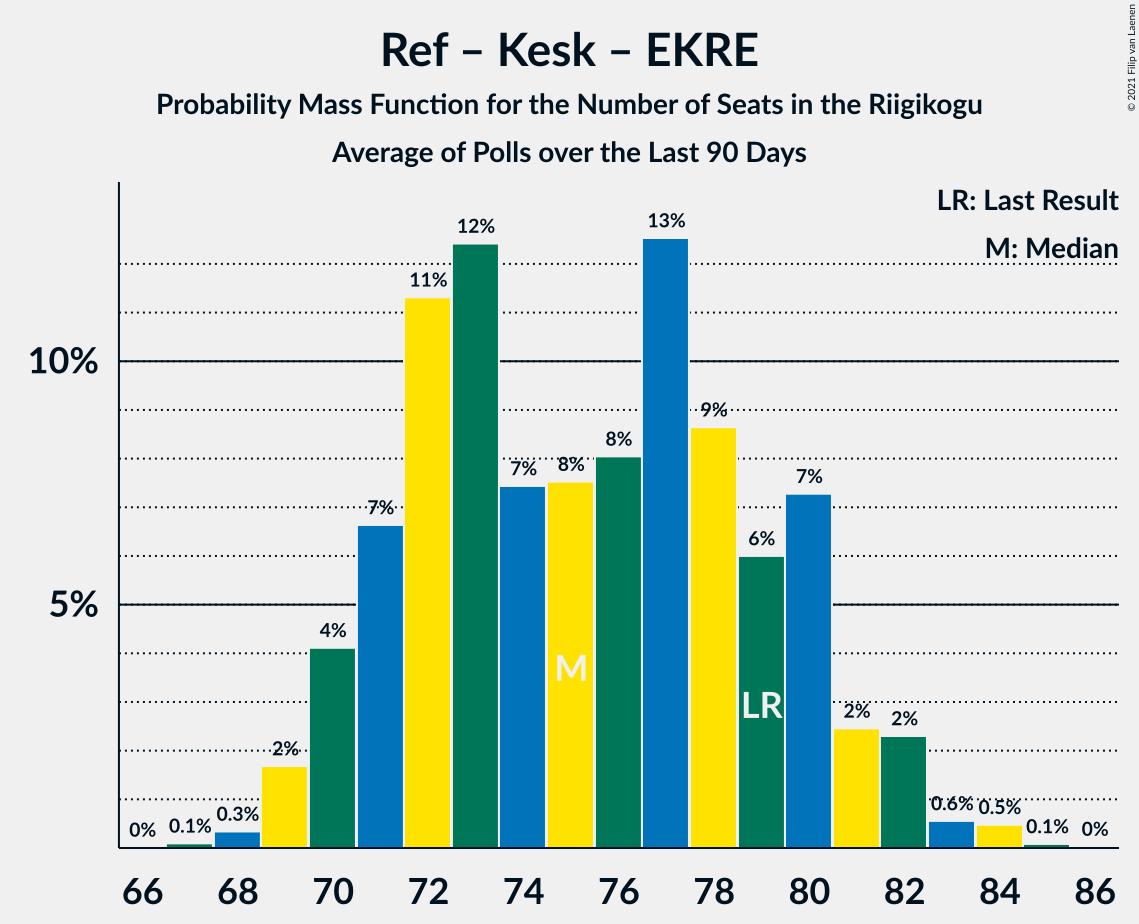 Ref – Kesk – EKRE
Probability Mass Function for the Number of Seats in the Riigikogu
Average of Polls over the Last 90 Days
© 2021 Filip van Laenen
LR: Last Result
M: Median
10%
5%
0%
0.1%
0.3%
2%
4%
7%
11%
12%
7%
8%
8%
13%
9%
6%
7%
2%
2%
0.6%
0.5%
0.1%
0%
M
LR
66 68 70 72 74 76 78 80 82 84 86